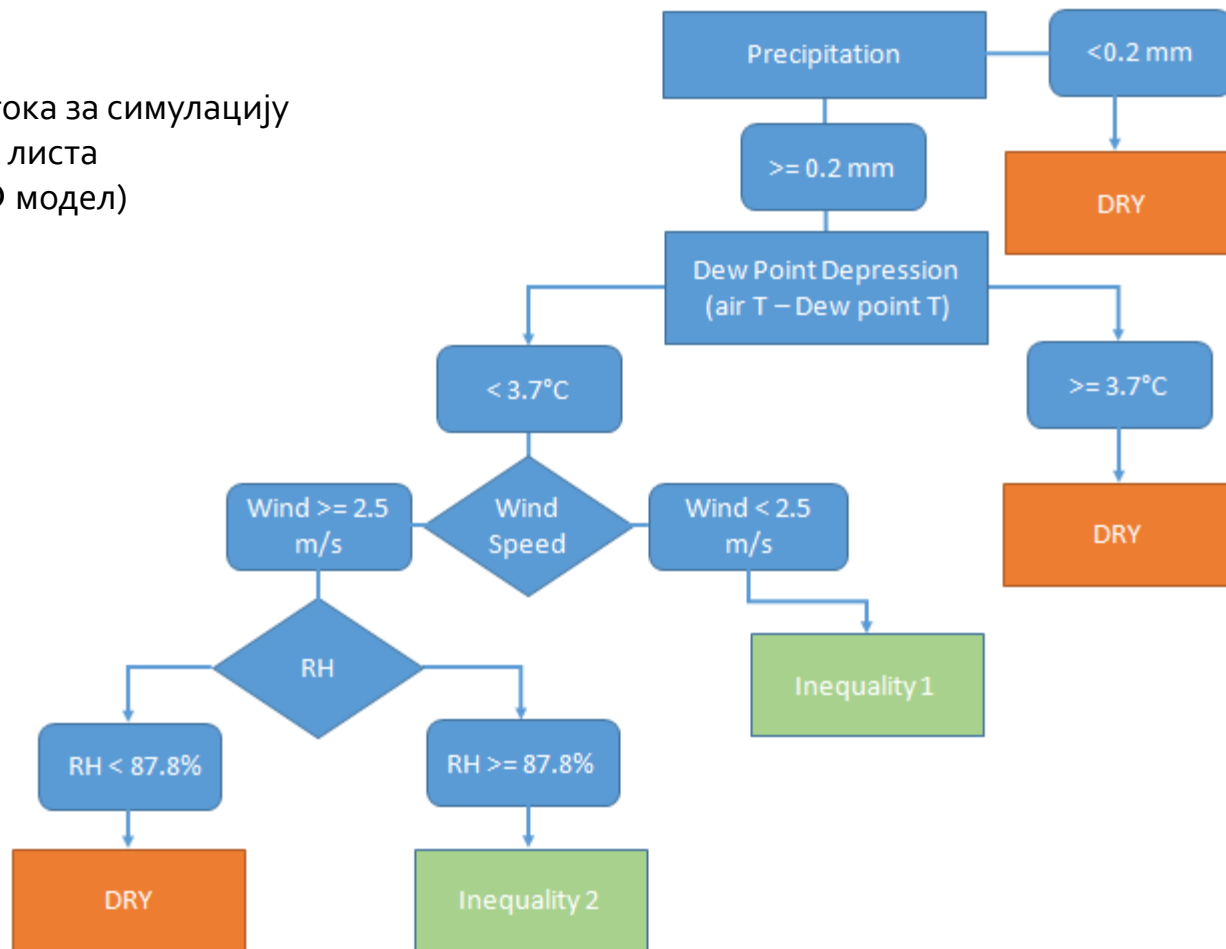 тока за симулацију
листа
модел)
Precipitation
<0.2 mm
>= 0.2 mm
DRY
Dew Point Depression
(air T – Dew point T)
< 3.7°C
>= 3.7°C
Wind >= 2.5
m/s
Wind
Speed
Wind < 2.5
m/s
DRY
RH
Inequality 1
RH < 87.8%
RH >= 87.8%
DRY
Inequality 2